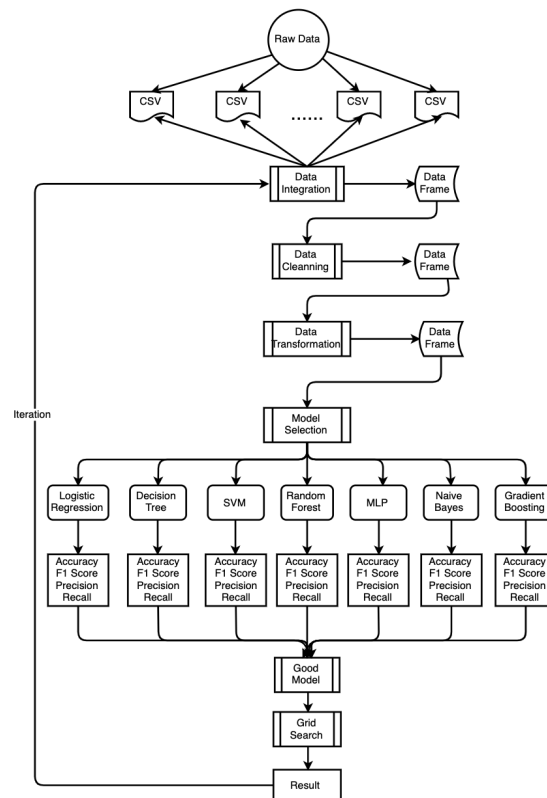 Raw Data
CSV
CSV
......
CSV
CSV
Data
Integration
Data
Frame
Data
Cleanning
Data
Frame
Data
Transformation
Data
Frame
Iteration
Model
Selection
Logistic
Regression
Decision
Tree
SVM
Random
Forest
MLP
Naive
Bayes
Gradient
Boosting
Accuracy
F1 Score
Precision
Recall
Accuracy
F1 Score
Precision
Recall
Accuracy
F1 Score
Precision
Recall
Accuracy
F1 Score
Precision
Recall
Accuracy
F1 Score
Precision
Recall
Accuracy
F1 Score
Precision
Recall
Accuracy
F1 Score
Precision
Recall
Good
Model
Grid
Search
Result